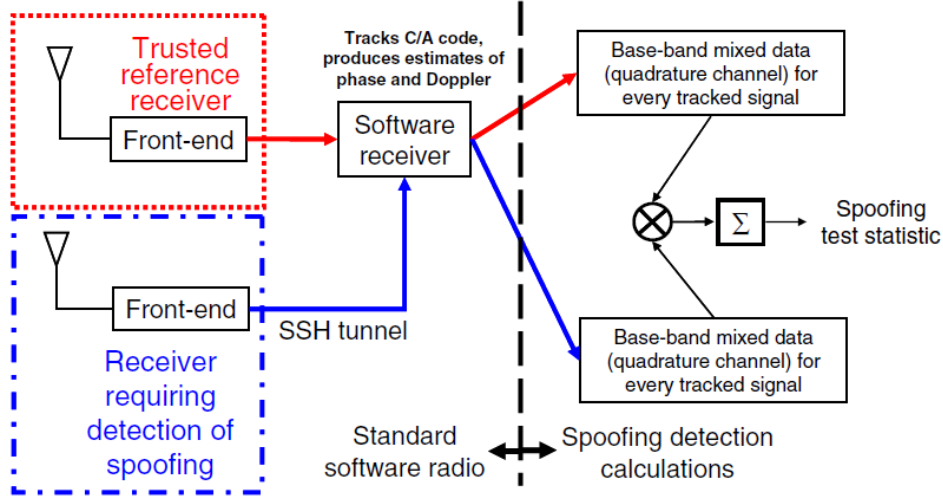 Trusted
reference
receiver
Front-end
Tracks C/A code,
produces estimates of
phase and Doppler
Software
receiver
Base-band mixed data
(quadrature channel) for
every tracked signal
Σ
Spoofing
test statistic
Front-end
SSH tunnel
Receiver
requiring
detection of
spoofing
Base-band mixed data
(quadrature channel) for
every tracked signal
Standard
software radio
Spoofing detection
calculations